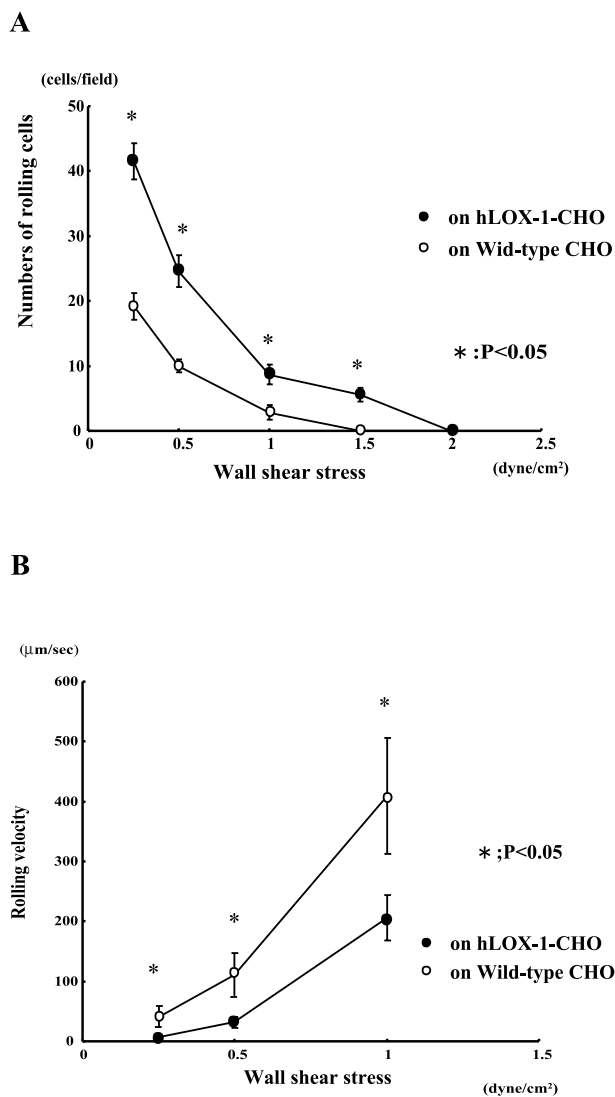 A
(cells/field)
Numbers of rolling cells
50
40
30
20
10
0
*
*
*
*
on hLOX-1-CHO
on Wid-type CHO
* :P<0.05
0 0.5 1 1.5 2 2.5
Wall shear stress
(dyne/cm²)
B
(μm/sec)
Rolling velocity
600
500
400
300
200
100
0
*
*
*
* ;P<0.05
on hLOX-1-CHO
on Wild-type CHO
0 0.5 1 1.5
Wall shear stress
(dyne/cm²)